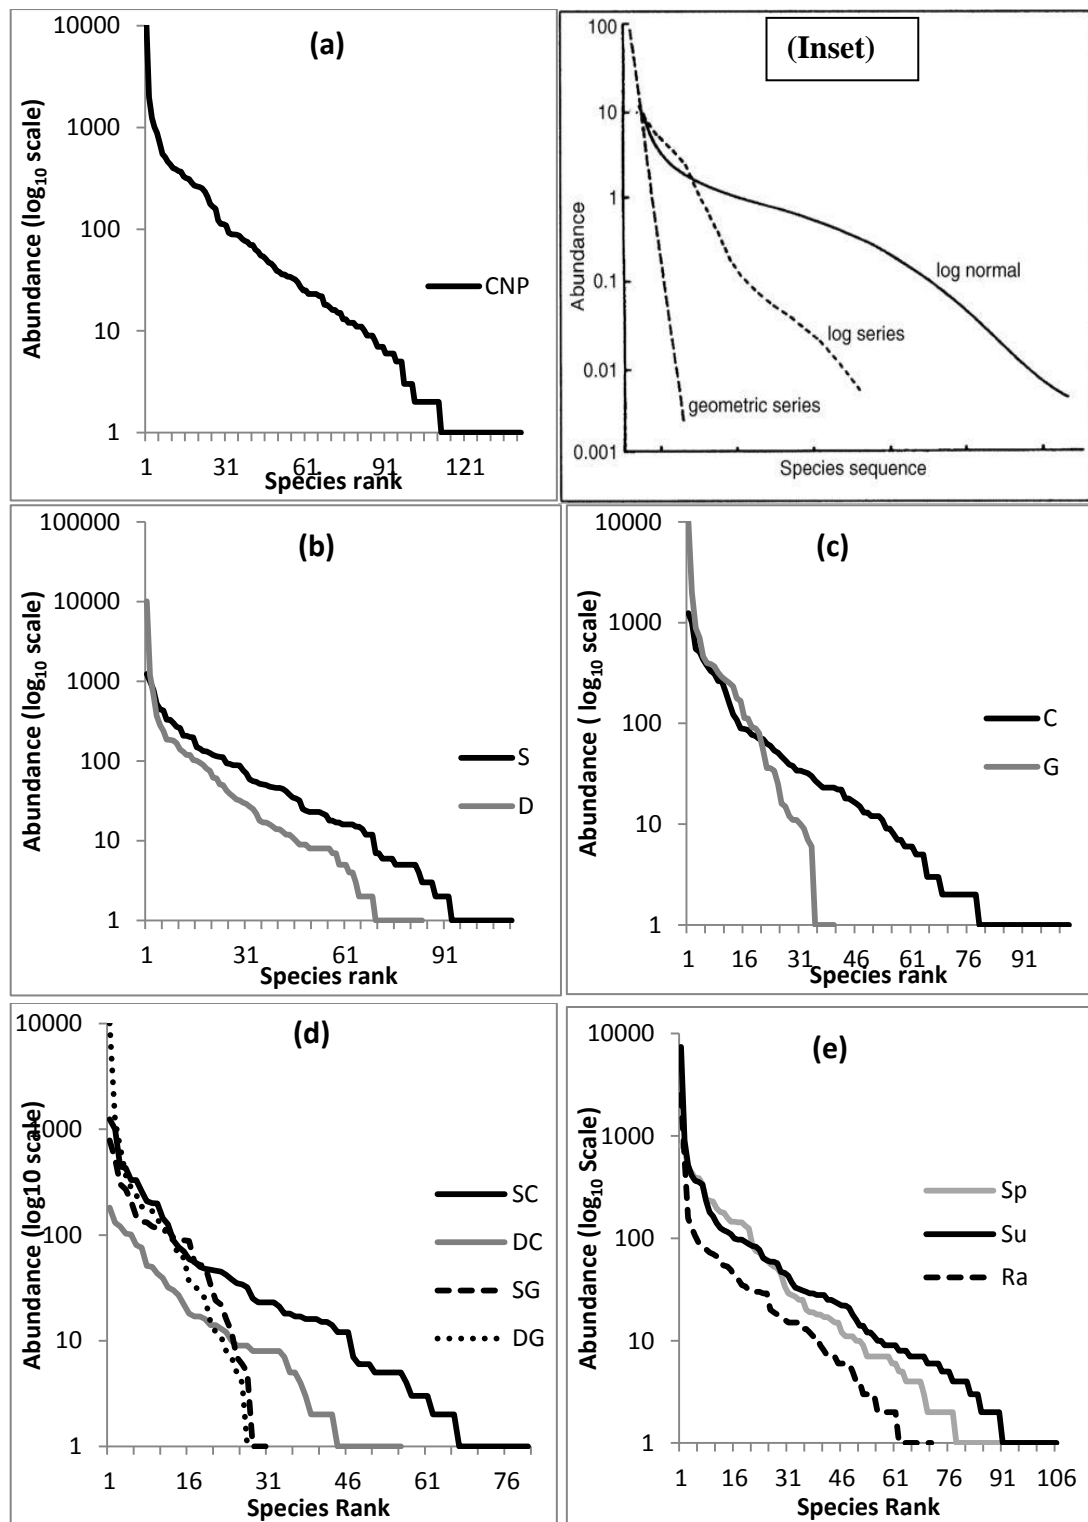 (a)
Abundance (log10 scale)
10000
1000
100
10
1
1 31 61 91 121
Species rank
CNP
(Inset)
Abundance
100
10
1
0.1
0.01
0.001
log normal
log series
geometric series
Species sequence
(b)
Abundance (log10 scale)
100000
10000
1000
100
10
1
1 31 61 91
Species rank
S
D
(c)
Abundance ( log10 scale)
10000
1000
100
10
1
1 16 31 46 61 76 91
Species rank
C
G
(d)
Abundance (log10 scale)
10000
1000
100
10
1
1 16 31 46 61 76
Species Rank
SC
DC
SG
DG
(e)
Abundance (log10 Scale)
10000
1000
100
10
1
1 16 31 46 61 76 91 106
Species Rank
Sp
Su
Ra